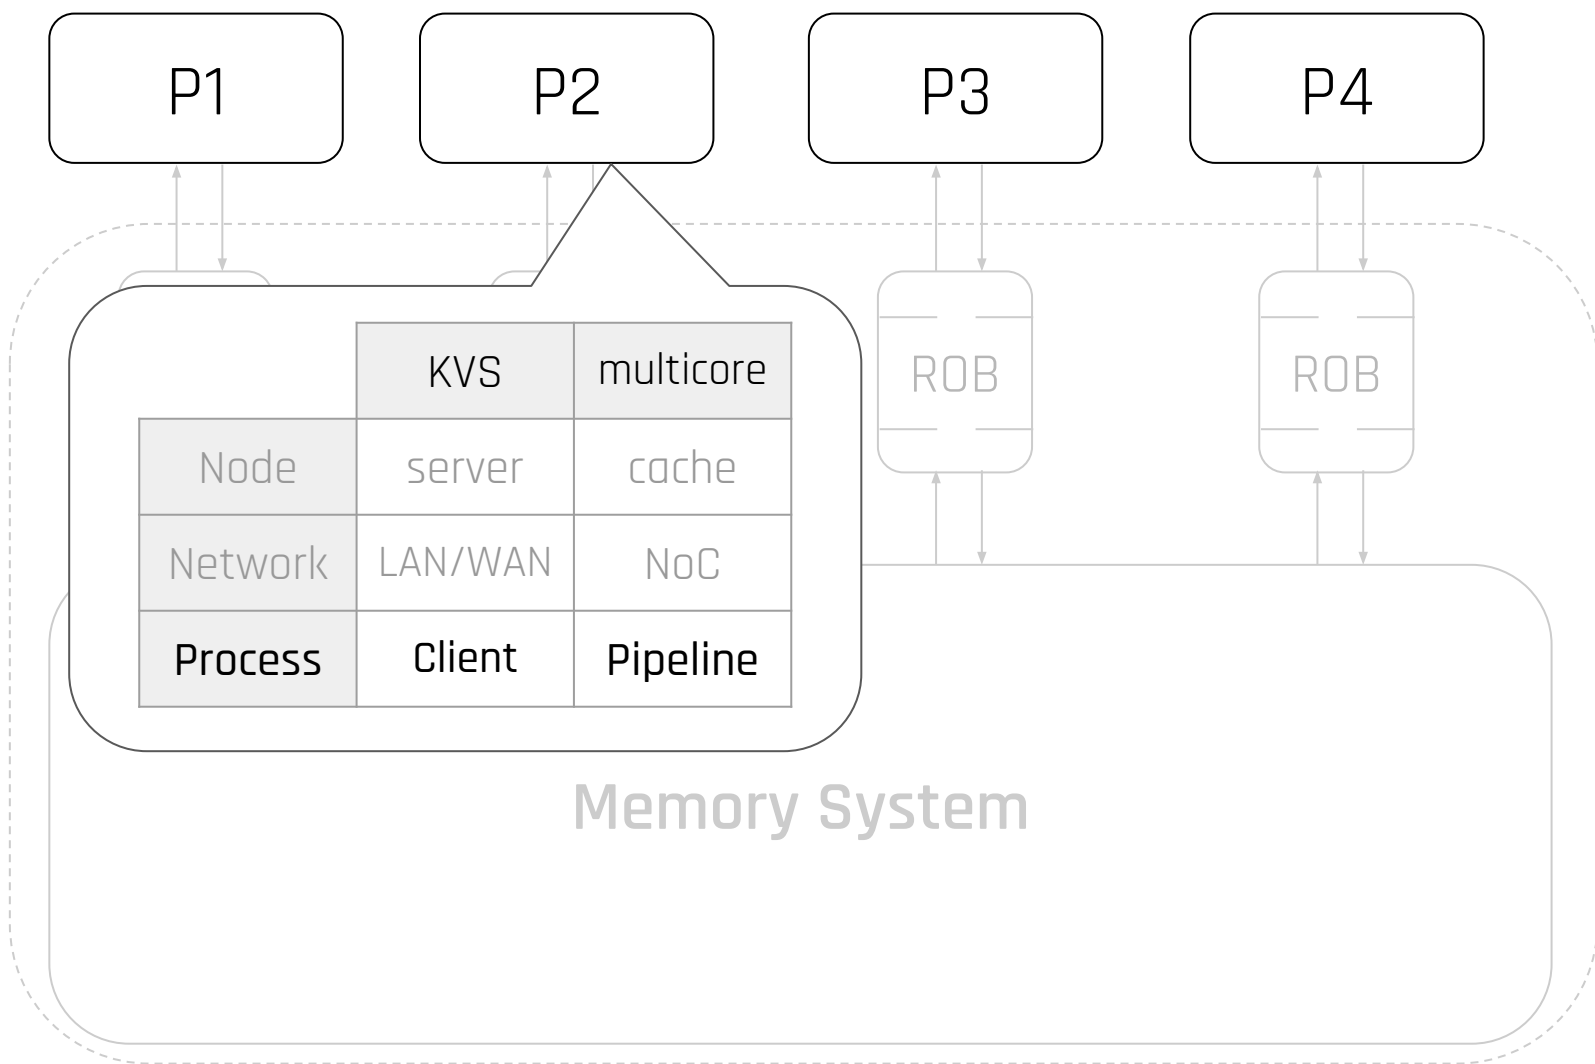 P1 P2 P3 P4
KVS multicore
ROB ROB
Node server cache
Network LAN/WAN NoC
Process Client Pipeline
Memory System